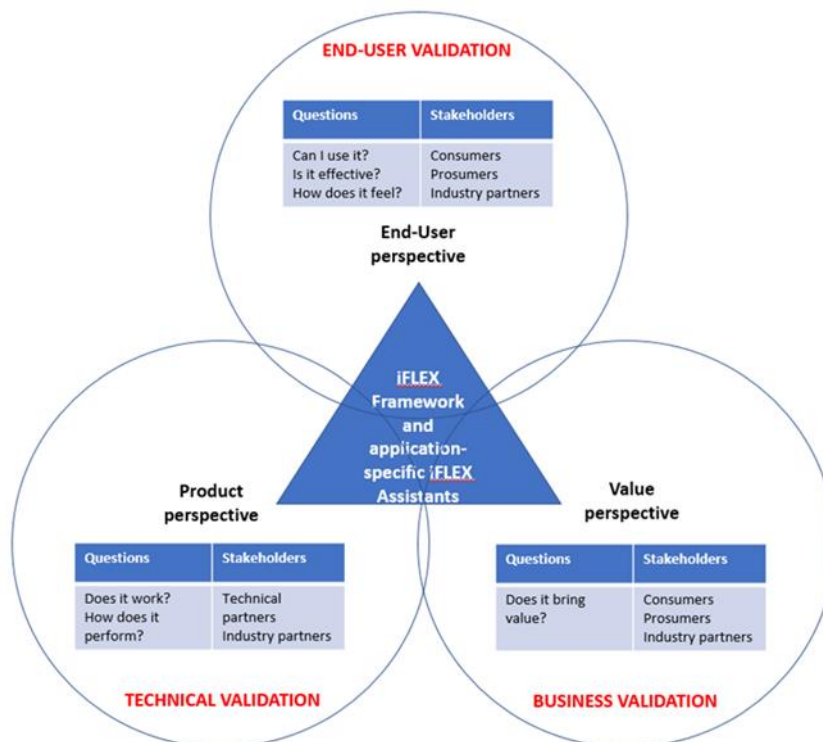 END-USER VALIDATION
Questions Stakeholders
Can I use it? Consumers
Is it effective? Prosumers
How does it feel? Industry partners
End-User
perspective
iFLEX
Framework
and
application-
specific iFLEX
Assistants
Product
perspective
Questions Stakeholders
Does it work? Technical
How does it partners
perform? Industry partners
TECHNICAL VALIDATION
Value
perspective
Questions Stakeholders
Does it bring Consumers
value? Prosumers
Industry partners
BUSINESS VALIDATION